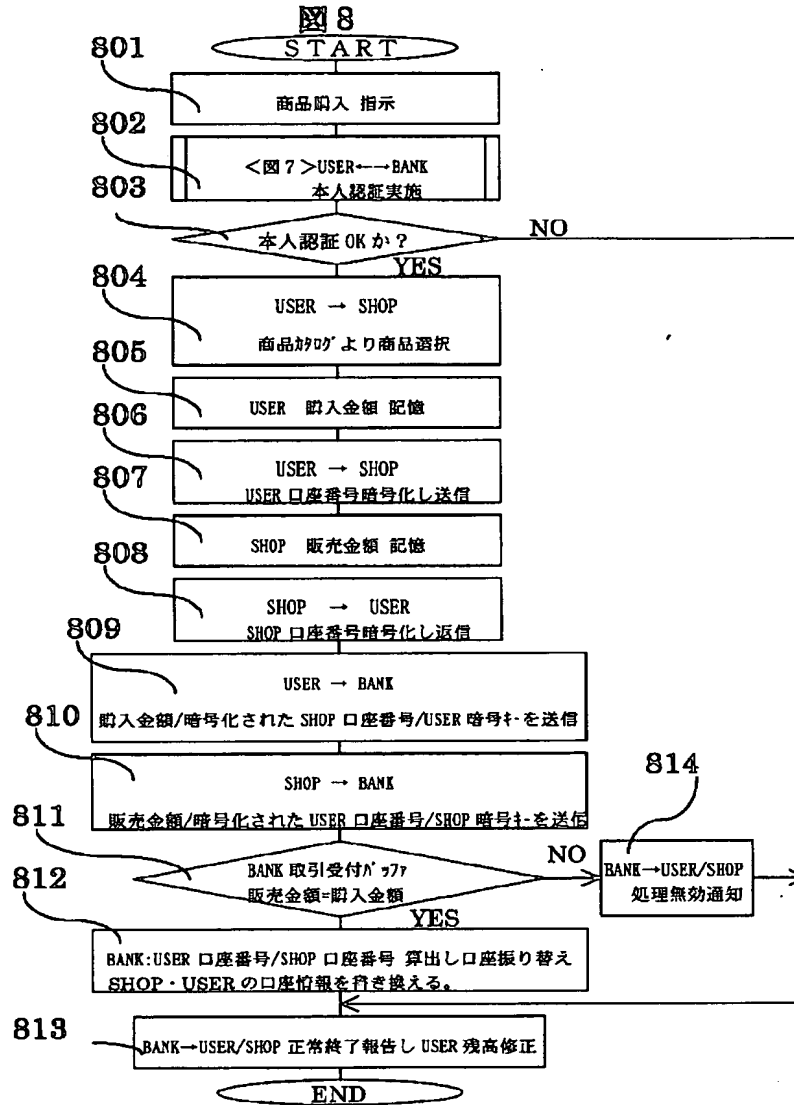 図8
START
801
商品購入 指示
802
<図7>USER←→BANK
本人認証実施
803
本人認証OKか?
NO
YES
804
USER → SHOP
商品ｶﾀﾛｸﾞより商品選択
805
USER 購入金額 記憶
806
USER → SHOP
USER 口座番号暗号化し送信
807
SHOP 販売金額 記憶
808
SHOP → USER
SHOP 口座番号暗号化し返信
809
USER → BANK
購入金額/暗号化された SHOP 口座番号/USER 暗号ｷｰを送信
810
SHOP → BANK
販売金額/暗号化された USER 口座番号/SHOP 暗号ｷｰを送信
811
BANK 取引受付ﾊﾞｯﾌｧ
販売金額=購入金額
NO
YES
814
BANK→USER/SHOP
処理無効通知
812
BANK:USER 口座番号/SHOP 口座番号 算出し口座振り替え
SHOP・USERの口座情報を書き換える。
813
BANK→USER/SHOP 正常終了報告し USER 残高修正
END